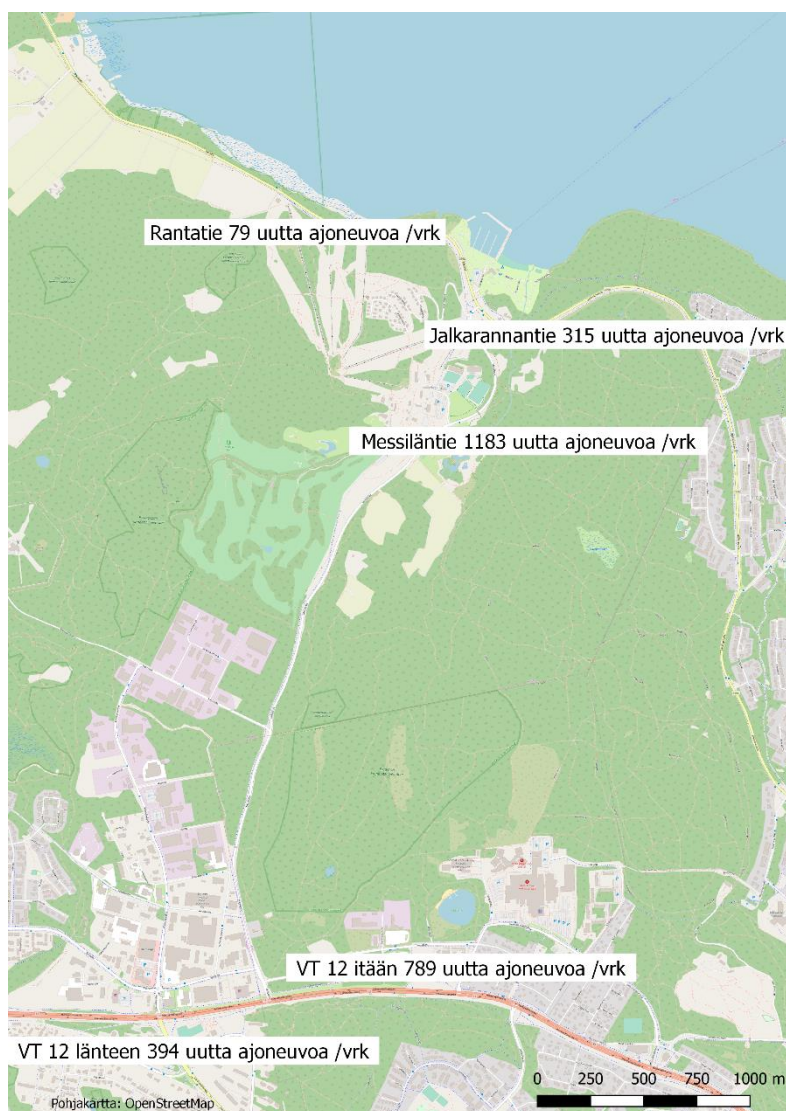 Rantatie 79 uutta ajoneuvoa /vrk
Jalkarannantie 315 uutta ajoneuvoa /vrk
Messiläntie 1183 uutta ajoneuvoa /vrk
VT 12 itään 789 uutta ajoneuvoa /vrk
VT 12 länteen 394 uutta ajoneuvoa /vrk
0 250 500 750 1000 m
Pohjakartta: OpenStreetMap